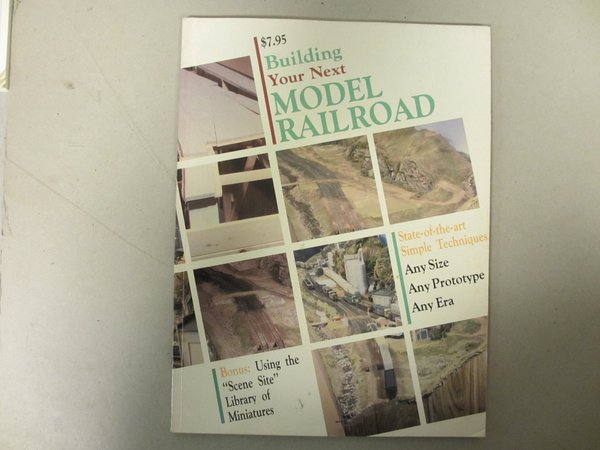 $7.95
Building
Your Next
MODEL
RAILROAD
State-of-the-art
Simple Techniques
Any Size
Any Prototype
Any Era
Bonus: Using the
"Scene Site"
Library of
Miniatures